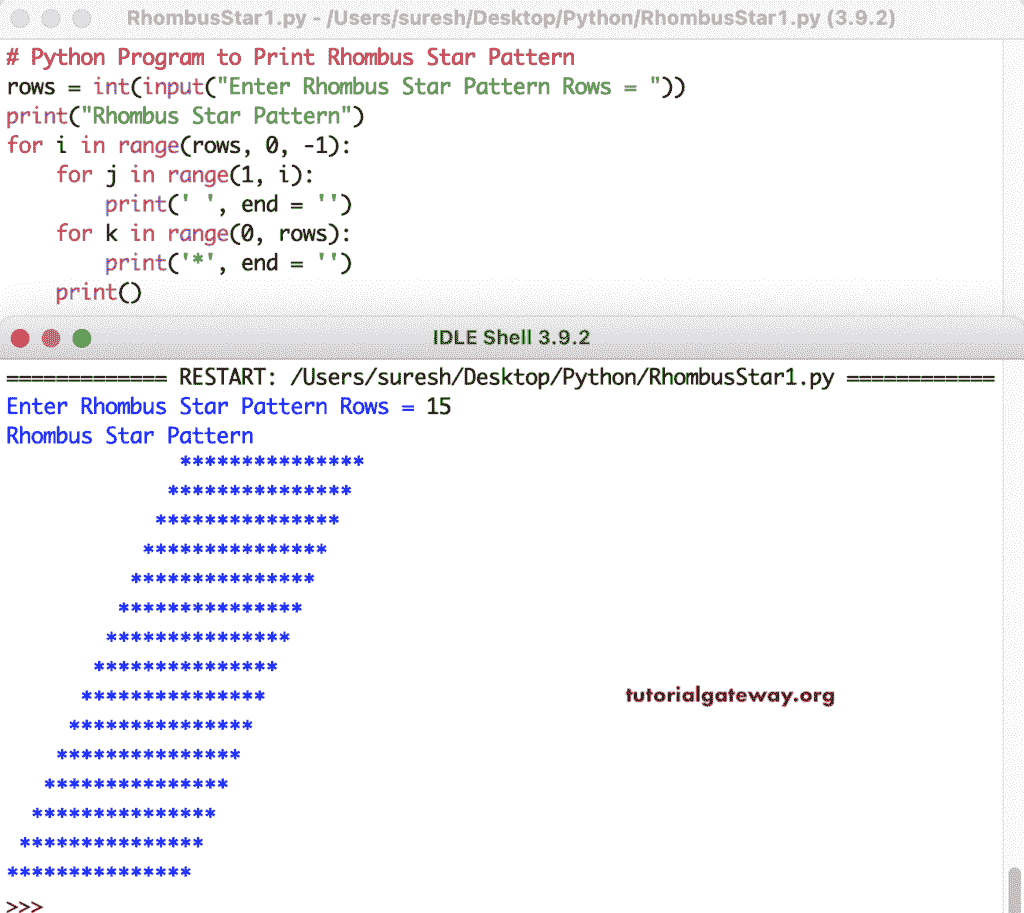 RhombusStar1.py - /Users/suresh/Desktop/Python/RhombusStar1.py (3.9.2)
# Python Program to Print Rhombus Star Pattern
rows = int(input("Enter Rhombus Star Pattern Rows = "))
print("Rhombus Star Pattern")
for i in range(rows, 0, -1):
    for j in range(1, i):
        print(' ', end = '')
    for k in range(0, rows):
        print('*', end = '')
    print()
IDLE Shell 3.9.2
============= RESTART: /Users/suresh/Desktop/Python/RhombusStar1.py ============
Enter Rhombus Star Pattern Rows = 15
Rhombus Star Pattern
              ***************
             ***************
            ***************
           ***************
          ***************
         ***************
        ***************
       ***************
      ***************
     ***************
    ***************
   ***************
  ***************
 ***************
***************
tutorialgateway.org
>>>